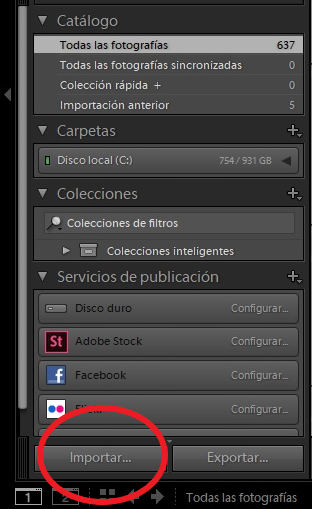 Catálogo
Todas las fotografías 637
Todas las fotografías sincronizadas 0
Colección rápida + 0
Importación anterior 5
Carpetas
Disco local (C:) 754 / 931 GB
Colecciones
Colecciones de filtros
Colecciones inteligentes
Servicios de publicación
Disco duro Configurar...
St Adobe Stock Configurar...
Facebook Configurar...
Flickr Configurar...
Importar... Exportar...
1 2 Todas las fotografías